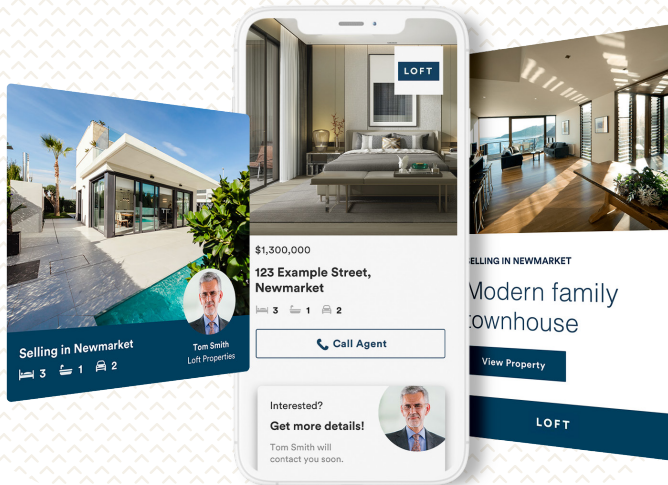 Selling in Newmarket
3 1 2
Tom Smith
Loft Properties
LOFT
$1,300,000
123 Example Street,
Newmarket
3 1 2
Call Agent
Interested?
Get more details!
Tom Smith will
contact you soon.
SELLING IN NEWMARKET
Modern family
townhouse
View Property
LOFT